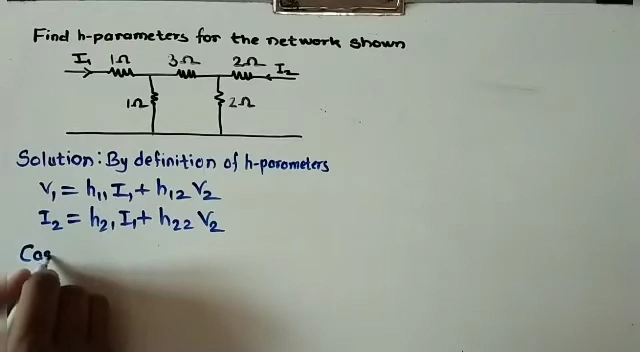 Find h-parameters for the network shown
I₁ 1Ω 3Ω 2Ω I₂
1Ω 2Ω
Solution: By definition of h-parameters
V₁ = h₁₁ I₁ + h₁₂ V₂
I₂ = h₂₁ I₁ + h₂₂ V₂
Cas